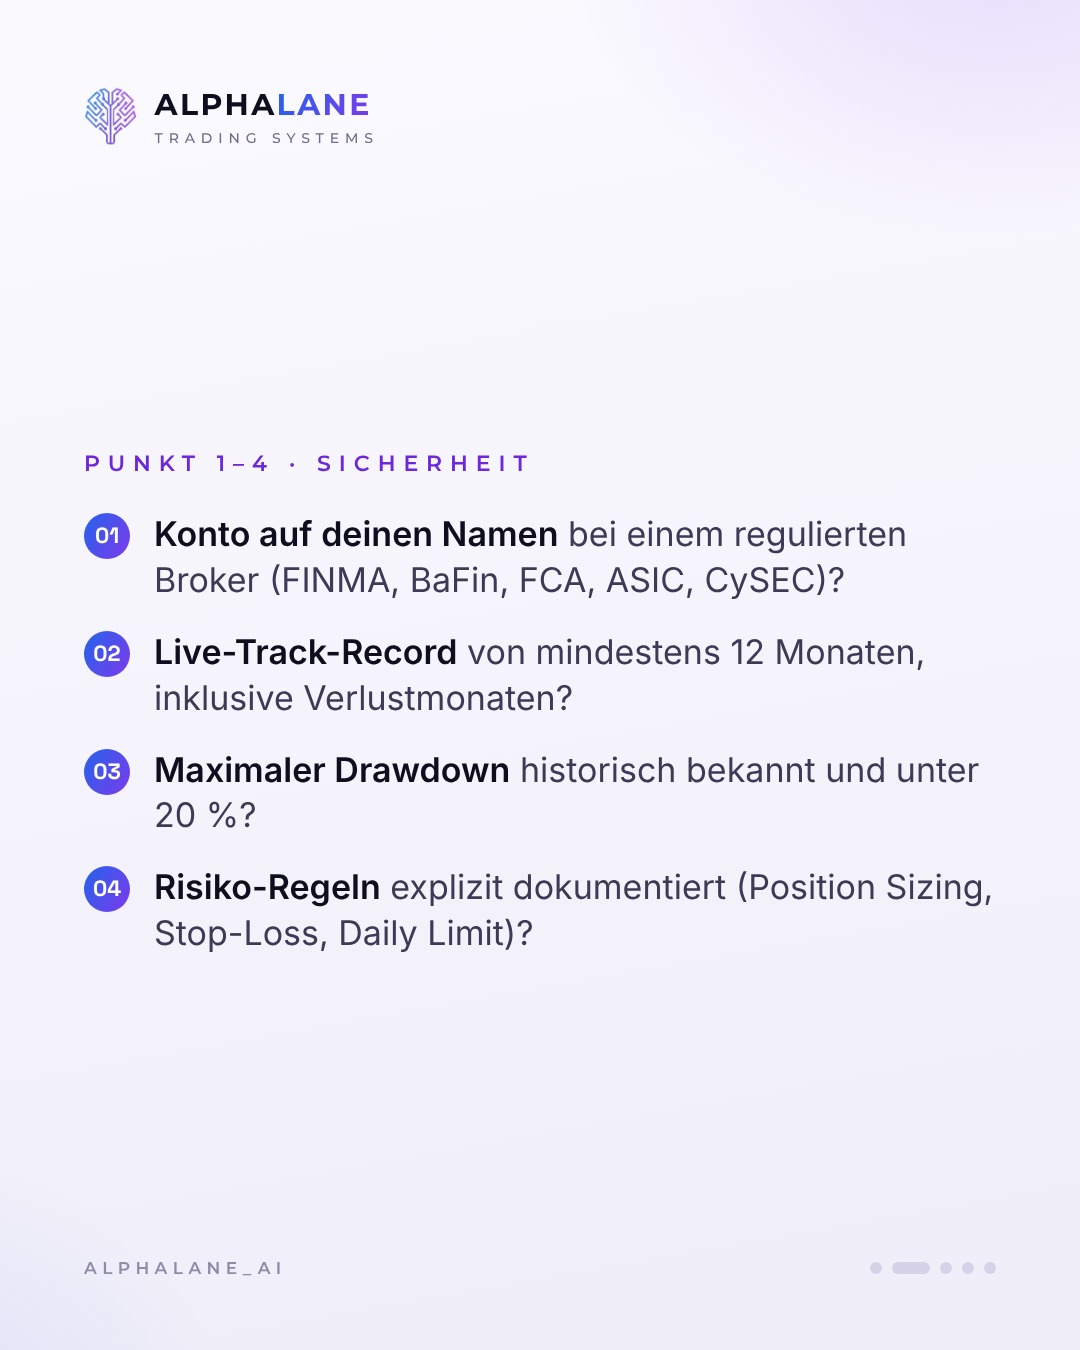 ALPHALANE
TRADING SYSTEMS
PUNKT 1–4 · SICHERHEIT
01 Konto auf deinen Namen bei einem regulierten
Broker (FINMA, BaFin, FCA, ASIC, CySEC)?
02 Live-Track-Record von mindestens 12 Monaten,
inklusive Verlustmonaten?
03 Maximaler Drawdown historisch bekannt und unter
20 %?
04 Risiko-Regeln explizit dokumentiert (Position Sizing,
Stop-Loss, Daily Limit)?
ALPHALANE_AI